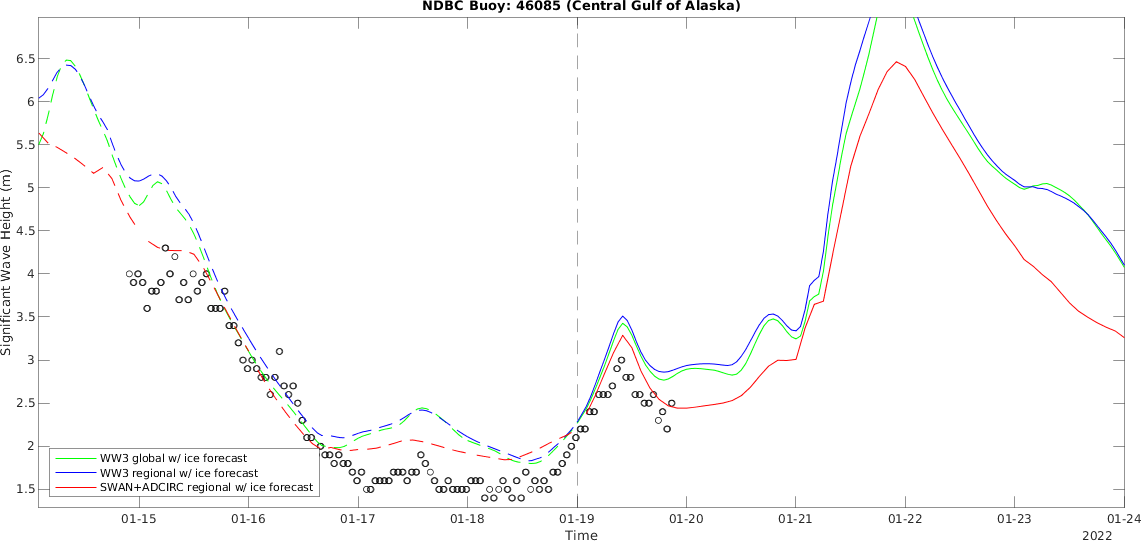 NDBC Buoy: 46085 (Central Gulf of Alaska)
Significant Wave Height (m)
6.5
6
5.5
5
4.5
4
3.5
3
2.5
2
1.5
WW3 global w/ ice forecast
WW3 regional w/ ice forecast
SWAN+ADCIRC regional w/ ice forecast
01-15 01-16 01-17 01-18 01-19 01-20 01-21 01-22 01-23 01-24
Time
2022